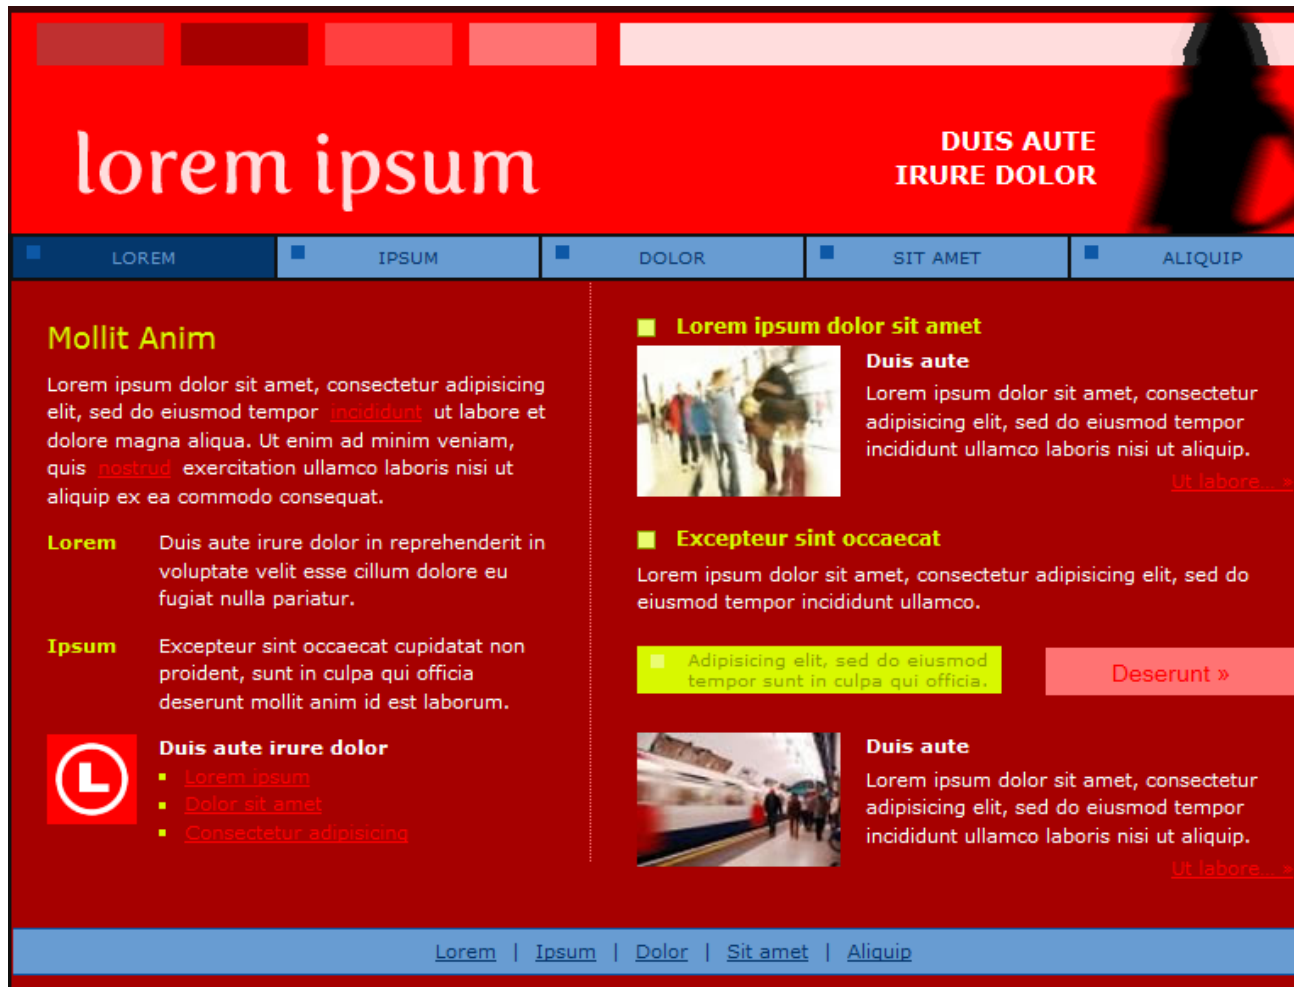 lorem ipsum
DUIS AUTE
IRURE DOLOR
LOREM
IPSUM
DOLOR
SIT AMET
ALIQUIP
Mollit Anim
Lorem ipsum dolor sit amet, consectetur adipisicing
elit, sed do eiusmod tempor incididunt ut labore et
dolore magna aliqua. Ut enim ad minim veniam,
quis nostrud exercitation ullamco laboris nisi ut
aliquip ex ea commodo consequat.
Lorem
Duis aute irure dolor in reprehenderit in
voluptate velit esse cillum dolore eu
fugiat nulla pariatur.
Ipsum
Excepteur sint occaecat cupidatat non
proident, sunt in culpa qui officia
deserunt mollit anim id est laborum.
L
Duis aute irure dolor
Lorem ipsum
Dolor sit amet
Consectetur adipisicing
Lorem ipsum dolor sit amet
Duis aute
Lorem ipsum dolor sit amet, consectetur
adipisicing elit, sed do eiusmod tempor
incididunt ullamco laboris nisi ut aliquip.
Ut labore... »
Excepteur sint occaecat
Lorem ipsum dolor sit amet, consectetur adipisicing elit, sed do
eiusmod tempor incididunt ullamco.
Adipisicing elit, sed do eiusmod
tempor sunt in culpa qui officia.
Deserunt »
Duis aute
Lorem ipsum dolor sit amet, consectetur
adipisicing elit, sed do eiusmod tempor
incididunt ullamco laboris nisi ut aliquip.
Ut labore... »
Lorem | Ipsum | Dolor | Sit amet | Aliquip